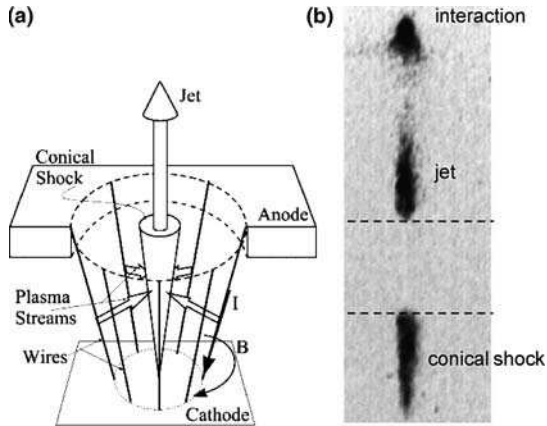 (a)
Jet
Conical
Shock
Anode
Plasma
Streams
I
B
Wires
Cathode
(b)
interaction
jet
conical shock